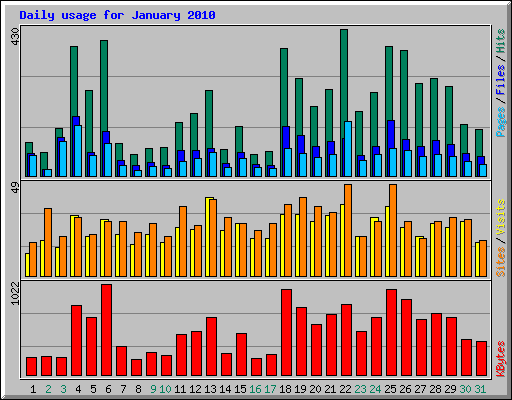 Daily usage for January 2010
430
Pages / Files / Hits
49
Sites / Visits
1022
KBytes
1 2 3 4 5 6 7 8 9 10 11 12 13 14 15 16 17 18 19 20 21 22 23 24 25 26 27 28 29 30 31